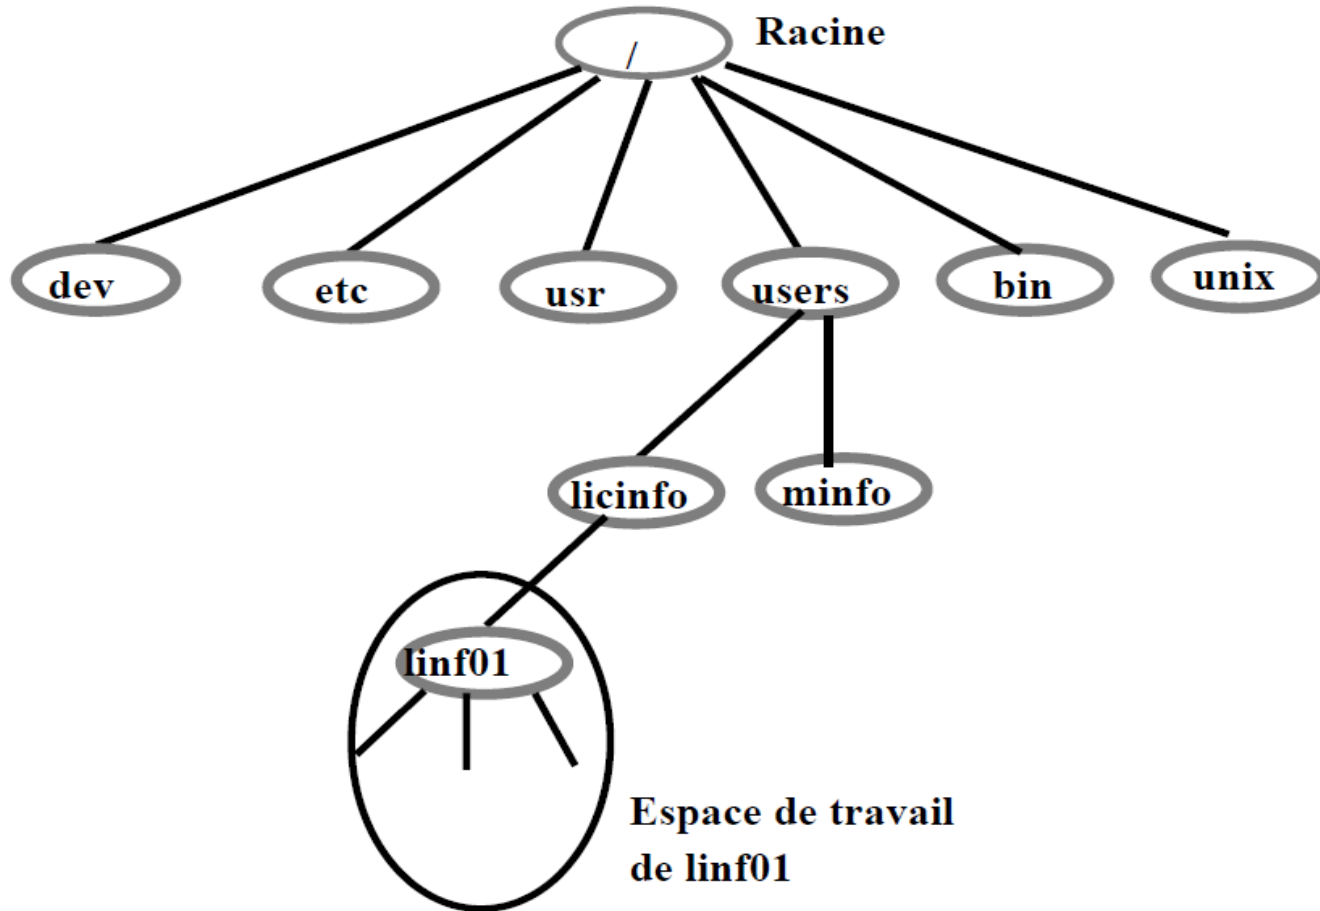 /
Racine
dev
etc
usr
users
bin
unix
licinfo
minfo
linf01
Espace de travail
de linf01